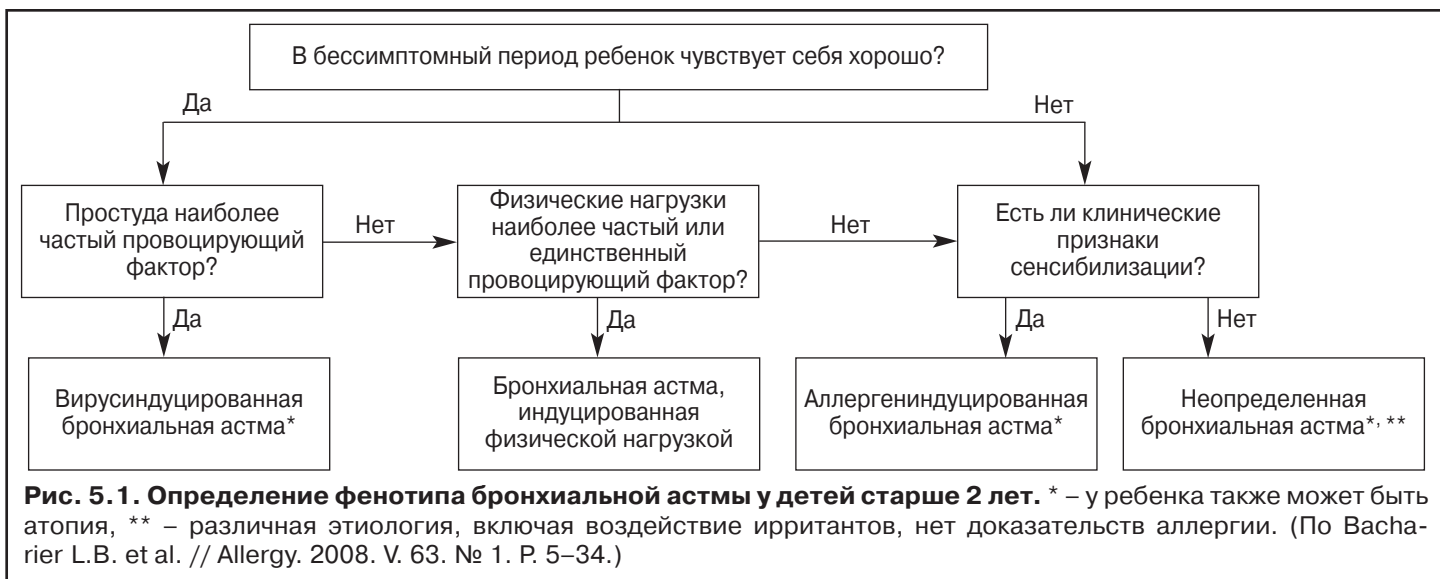 В бессимптомный период ребенок чувствует себя хорошо?
Да
Нет
Простуда наиболее
частый провоцирующий
фактор?
Нет
Физические нагрузки
наиболее частый или
единственный
провоцирующий фактор?
Нет
Есть ли клинические
признаки
сенсибилизации?
Да
Да
Да
Нет
Вирусиндуцированная
бронхиальная астма*
Бронхиальная астма,
индуцированная
физической нагрузкой
Аллергениндуцированная
бронхиальная астма*
Неопределенная
бронхиальная астма*, **
Рис. 5.1. Определение фенотипа бронхиальной астмы у детей старше 2 лет. * – у ребенка также может быть
атопия, ** – различная этиология, включая воздействие ирритантов, нет доказательств аллергии. (По Bacha-
rier L.B. et al. // Allergy. 2008. V. 63. № 1. P. 5–34.)